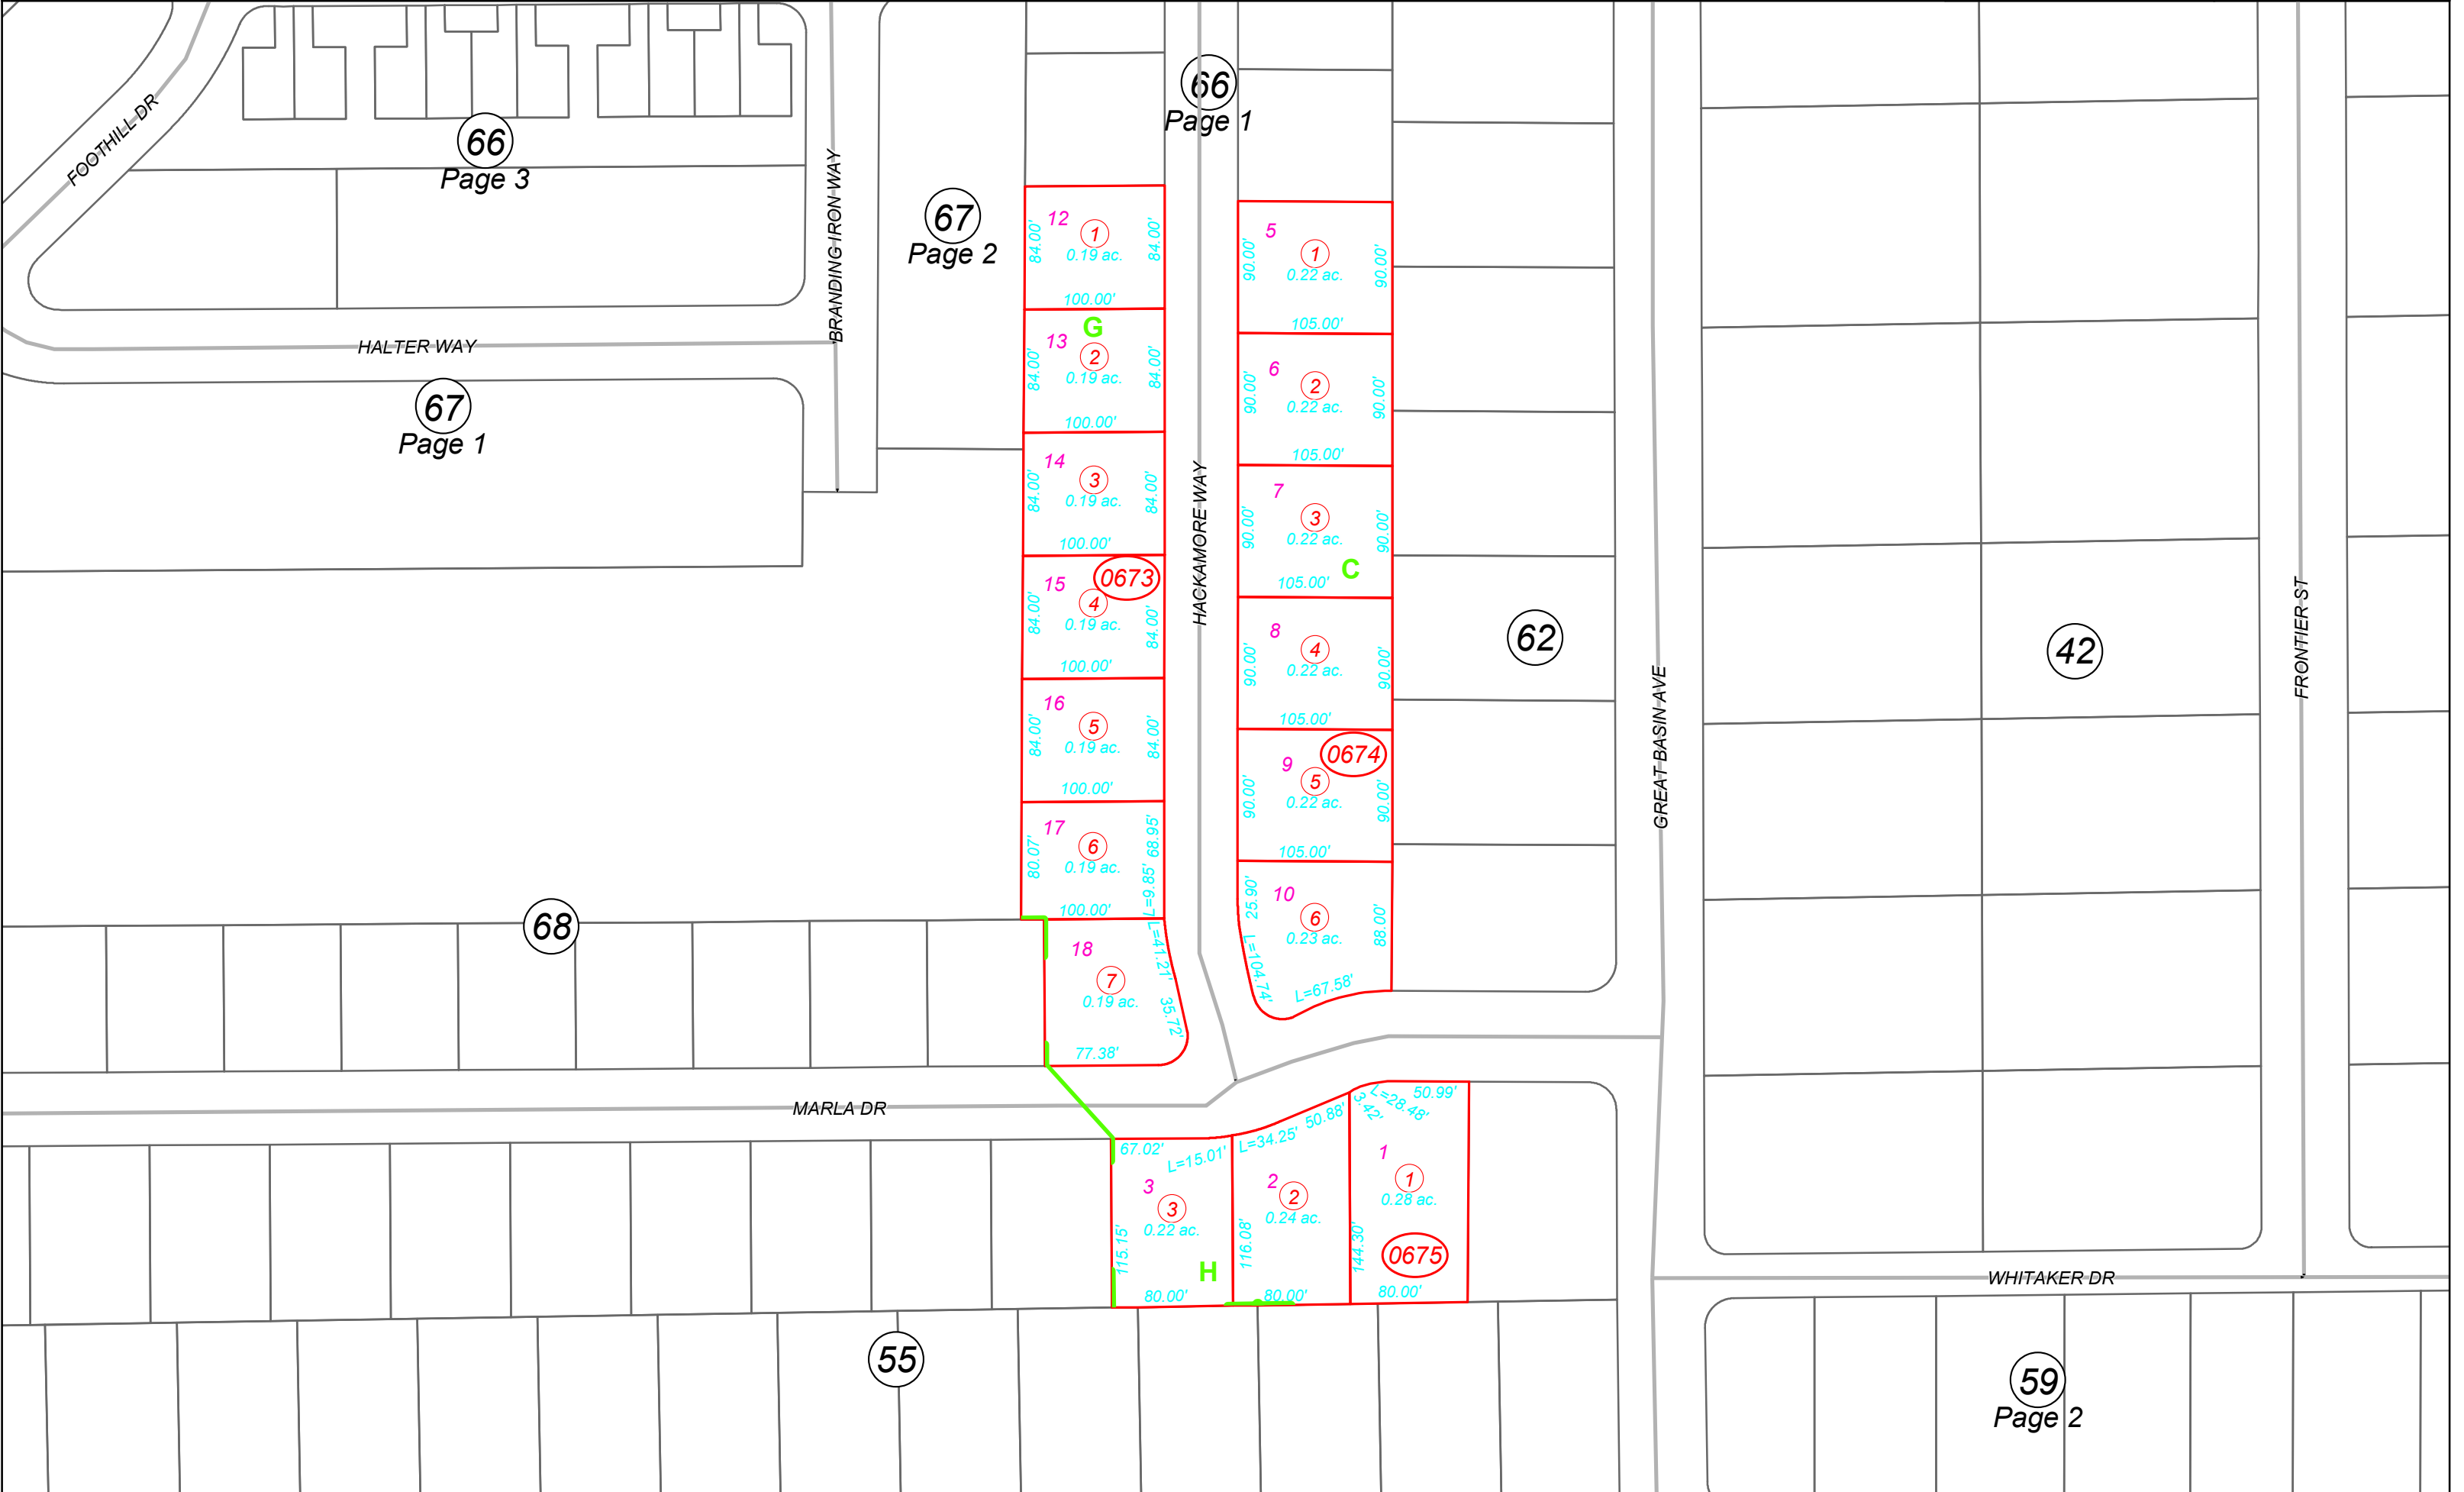 FOOTHILL DR
66
Page 3
HALTER WAY
67
Page 1
BRANDING IRON WAY
67
Page 2
66
Page 1
HACKAMORE WAY
12
1
0.19 ac.
84.00'
84.00'
100.00'
G
13
2
0.19 ac.
84.00'
84.00'
100.00'
14
3
0.19 ac.
84.00'
84.00'
100.00'
0673
15
4
0.19 ac.
84.00'
84.00'
100.00'
16
5
0.19 ac.
84.00'
84.00'
100.00'
17
6
0.19 ac.
80.07'
68.95'
L=9.85'
100.00'
18
7
0.19 ac.
L=41.21'
35.72'
77.38'
5
1
0.22 ac.
90.00'
90.00'
105.00'
6
2
0.22 ac.
90.00'
90.00'
105.00'
7
3
0.22 ac.
90.00'
90.00'
105.00'
C
8
4
0.22 ac.
90.00'
90.00'
105.00'
0674
9
5
0.22 ac.
90.00'
90.00'
105.00'
10
6
0.23 ac.
25.90'
88.00'
L=104.74'
L=67.58'
62
GREAT BASIN AVE
42
FRONTIER ST
68
MARLA DR
67.02'
L=15.01'
3
3
0.22 ac.
115.15'
80.00'
H
L=34.25'
50.88'
2
2
0.24 ac.
116.08'
80.00'
3.42'
L=28.48'
50.99'
1
1
0.28 ac.
144.30'
0675
80.00'
WHITAKER DR
55
59
Page 2